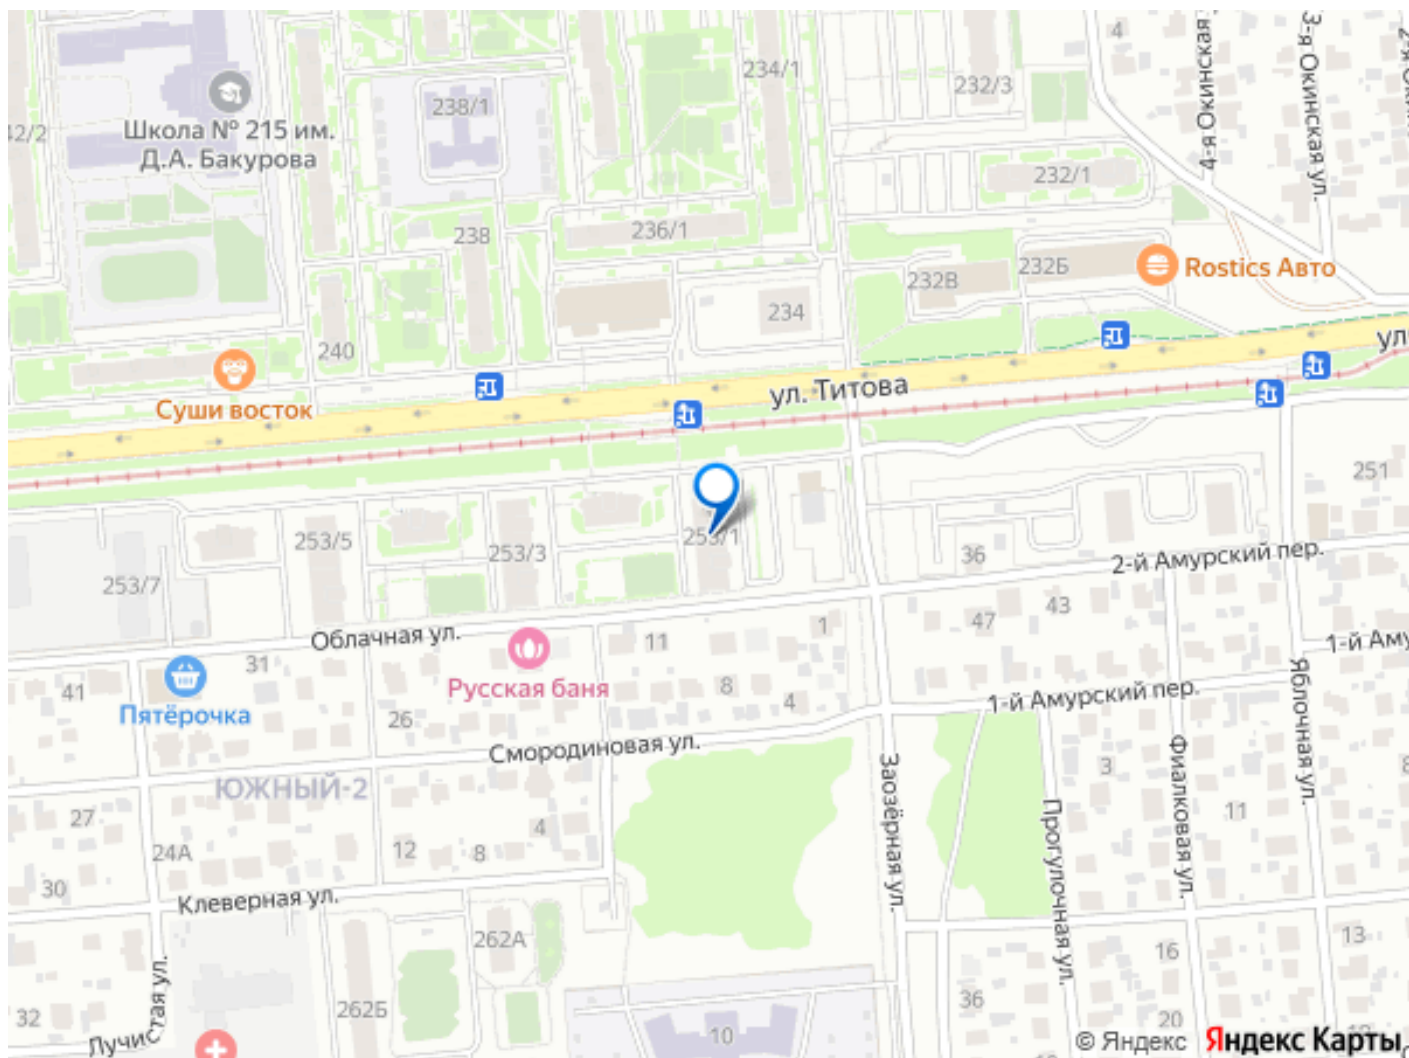 4
3-я Окинская ул.
4-я Окинская
234/1
232/3
238/1
42/2
Школа № 215 им.
Д.А. Бакурова
232/1
238
236/1
232В
232Б
Rostics Авто
234
240
ул. Титова
Суши восток
251
253/5
253/3
253/1
36
2-й Амурский пер.
253/7
Облачная ул.
11
1
47
43
31
41
Пятёрочка
Русская баня
8
4
1-й Аму
1-й Амурский пер.
26
Смородиновая ул.
ЮЖНЫЙ-2
Заозёрная ул.
Фиалковая ул.
Яблочная ул.
Прогулочная ул.
3
8
11
27
24А
12
8
4
30
Клеверная ул.
262А
262Б
16
13
Лучистая ул.
32
10
36
20
© Яндекс
Яндекс Карты